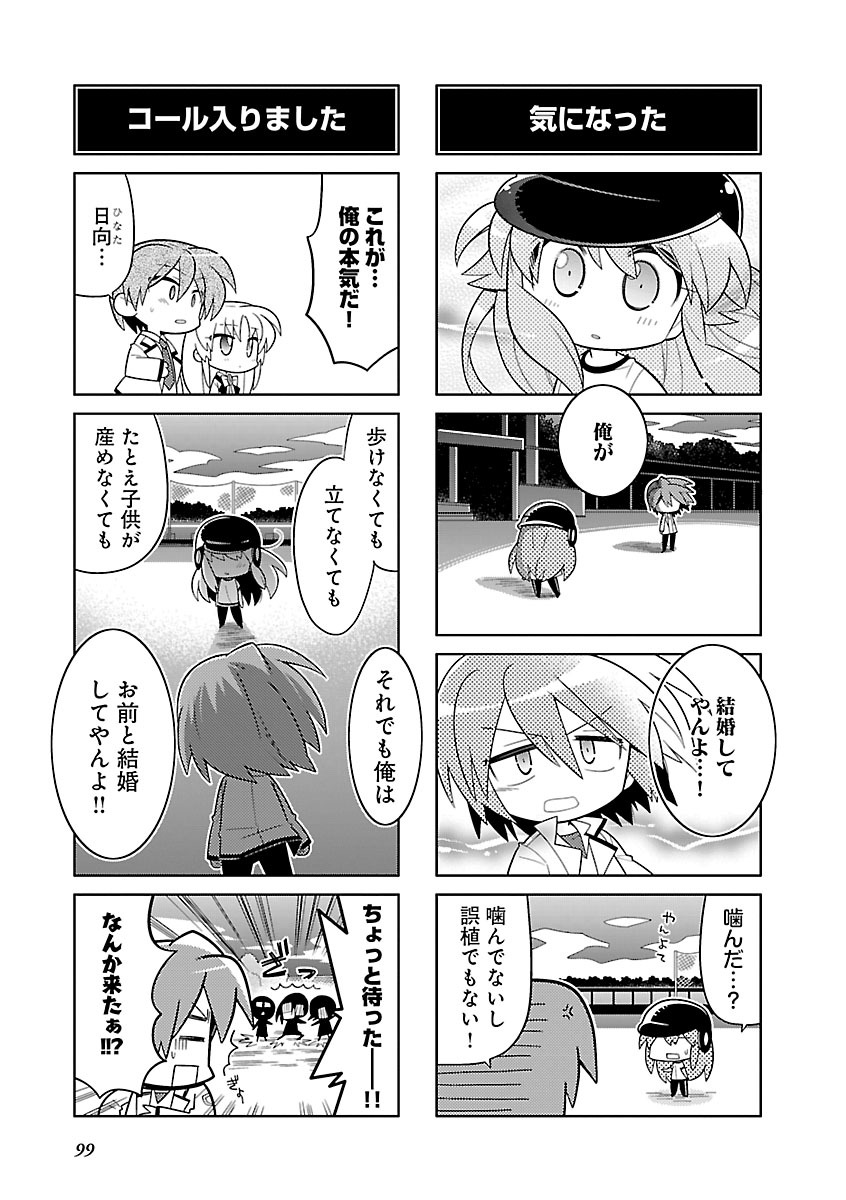 気になった
俺が
結婚して
やんよ…!
噛んだ…?
やんよて
噛んでないし
誤植でもない!
コール入りました
これが…
俺の本気だ!
日向…
ひなた
歩けなくても
立てなくても
たとえ子供が
産めなくても
それでも俺は
お前と結婚
してやんよ!!
ちょっと待った――!!
ざっ
なんか来たぁ!!?
ぎょっ
99